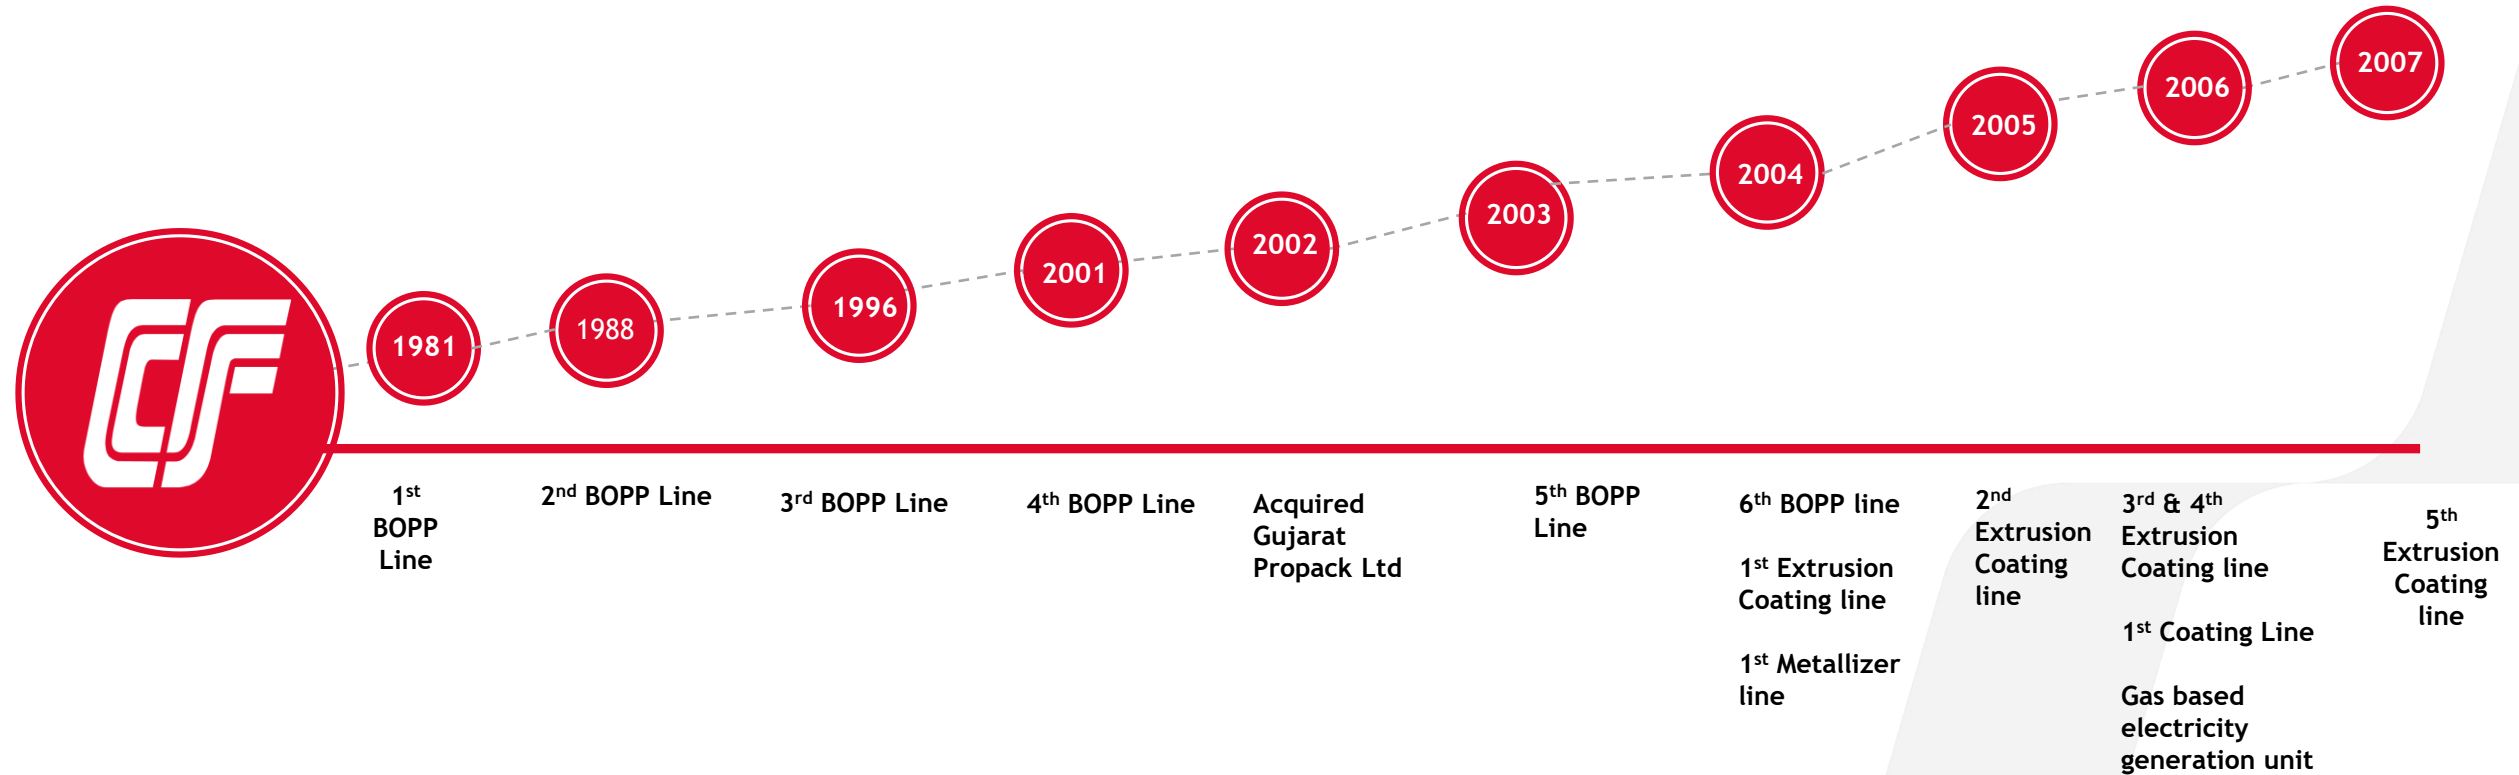 1981
1988
1996
2001
2002
2003
2004
2005
2006
2007
1st
BOPP
Line
2nd BOPP Line
3rd BOPP Line
4th BOPP Line
Acquired
Gujarat
Propack Ltd
5th BOPP
Line
6th BOPP line
1st Extrusion
Coating line
1st Metallizer
line
2nd
Extrusion
Coating
line
3rd & 4th
Extrusion
Coating line
1st Coating Line
Gas based
electricity
generation unit
5th
Extrusion
Coating
line